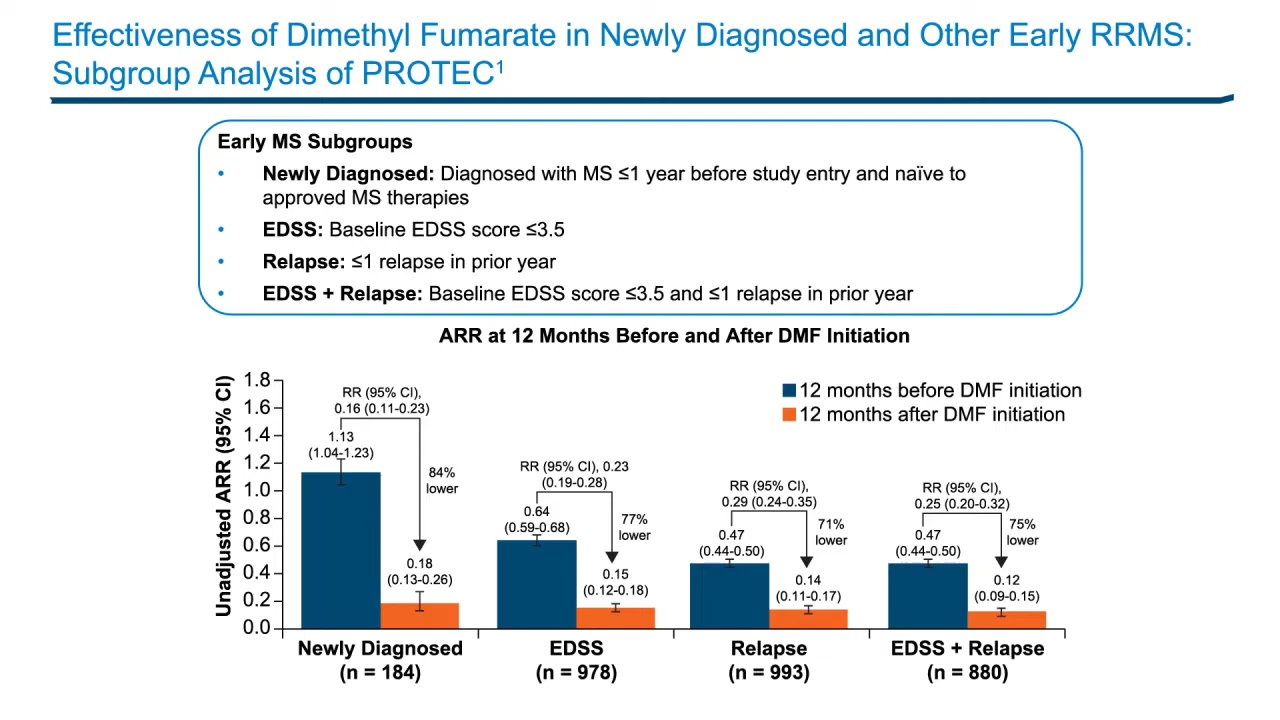 Effectiveness of Dimethyl Fumarate in Newly Diagnosed and Other Early RRMS:
Subgroup Analysis of PROTEC¹
Early MS Subgroups
• Newly Diagnosed: Diagnosed with MS ≤1 year before study entry and naïve to
approved MS therapies
• EDSS: Baseline EDSS score ≤3.5
• Relapse: ≤1 relapse in prior year
• EDSS + Relapse: Baseline EDSS score ≤3.5 and ≤1 relapse in prior year
ARR at 12 Months Before and After DMF Initiation
Unadjusted ARR (95% CI)
1.8
1.6
1.4
1.2
1.0
0.8
0.6
0.4
0.2
0.0
12 months before DMF initiation
12 months after DMF initiation
RR (95% CI),
0.16 (0.11-0.23)
1.13
(1.04-1.23)
84%
lower
0.18
(0.13-0.26)
RR (95% CI), 0.23
(0.19-0.28)
0.64
(0.59-0.68)
77%
lower
0.15
(0.12-0.18)
RR (95% CI),
0.29 (0.24-0.35)
0.47
(0.44-0.50)
71%
lower
0.14
(0.11-0.17)
RR (95% CI),
0.25 (0.20-0.32)
0.47
(0.44-0.50)
75%
lower
0.12
(0.09-0.15)
Newly Diagnosed
(n = 184)
EDSS
(n = 978)
Relapse
(n = 993)
EDSS + Relapse
(n = 880)